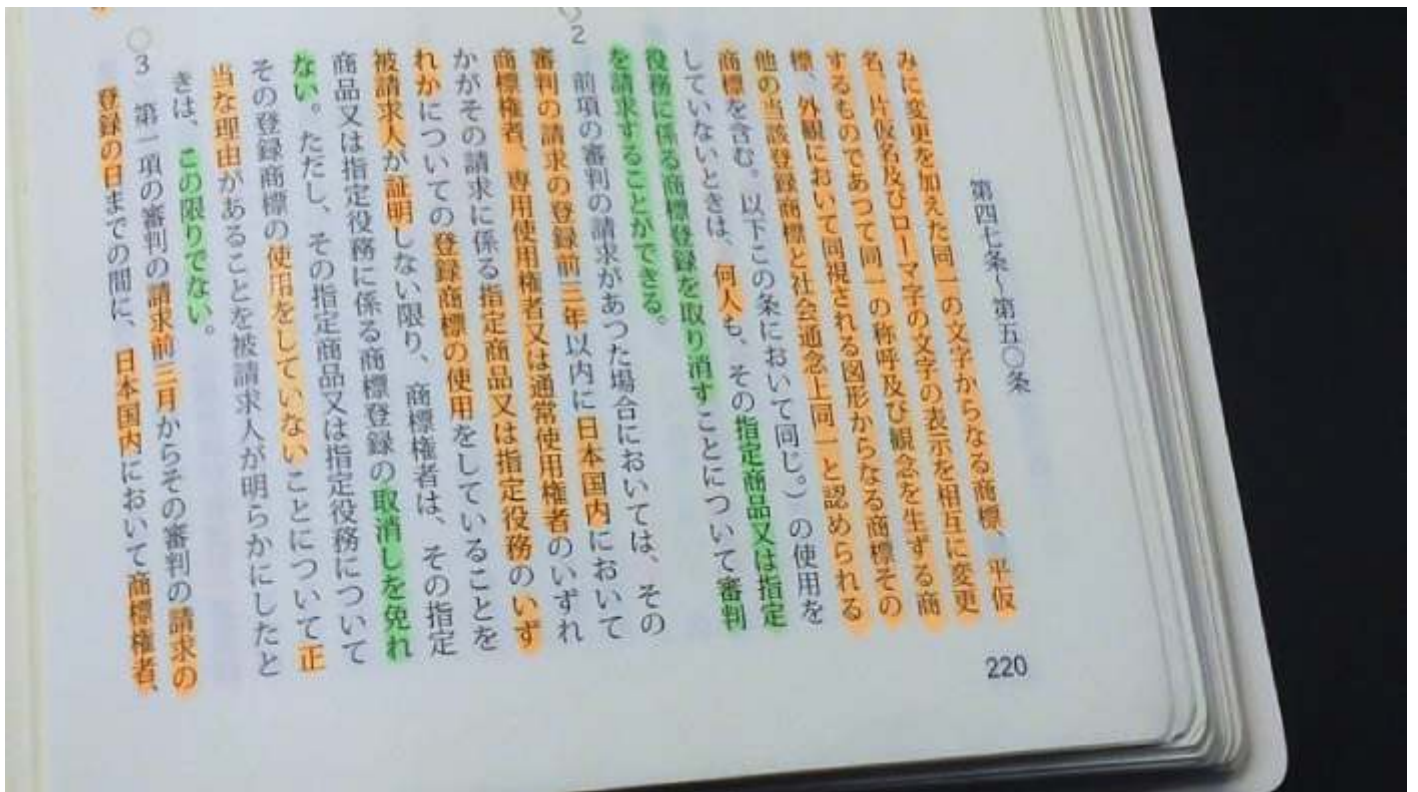 第四七条~第五〇条
みに変更を加えた同一の文字からなる商標、平仮
名、片仮名及びローマ字の文字の表示を相互に変更
するものであつて同一の称呼及び観念を生ずる商
標、外観において同視される図形からなる商標その
他の当該登録商標と社会通念上同一と認められる
商標を含む。以下この条において同じ。)の使用を
していないときは、何人も、その指定商品又は指定
役務に係る商標登録を取り消すことについて審判
を請求することができる。
2 前項の審判の請求があつた場合においては、その
審判の請求の登録前三年以内に日本国内において
商標権者、専用使用権者又は通常使用権者のいずれ
かがその請求に係る指定商品又は指定役務のいず
れかについての登録商標の使用をしていることを
被請求人が証明しない限り、商標権者は、その指定
商品又は指定役務に係る商標登録の取消しを免れ
ない。ただし、その指定商品又は指定役務について
その登録商標の使用をしていないことについて正
当な理由があることを被請求人が明らかにしたと
きは、この限りでない。
3 第一項の審判の請求前三月からその審判の請求の
登録の日までの間に、日本国内において商標権者、
220